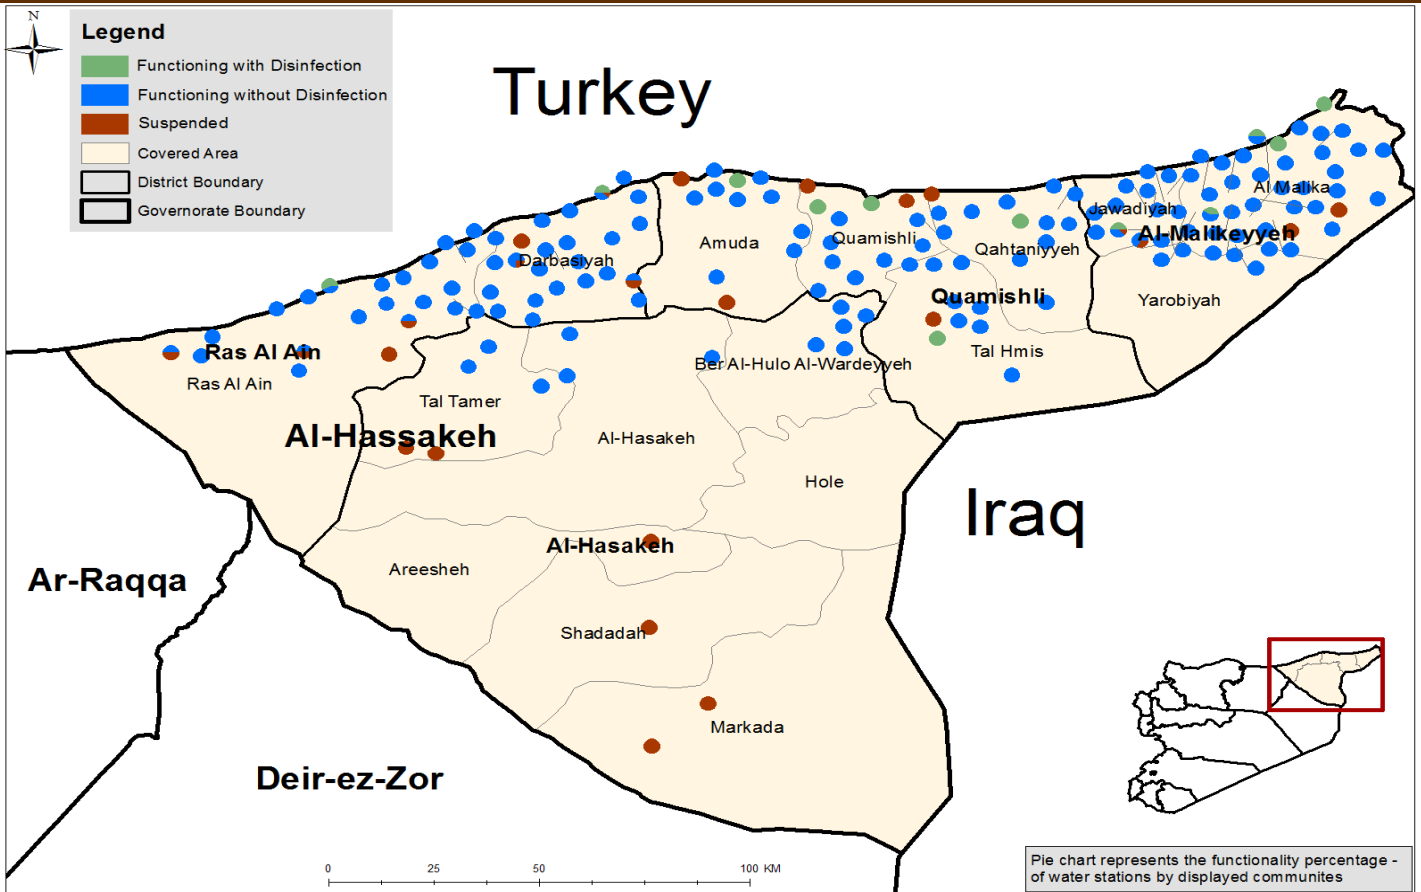 N
Legend
Functioning with Disinfection
Functioning without Disinfection
Suspended
Covered Area
District Boundary
Governorate Boundary
Turkey
Al Malika
Jawadiyah
Al-Malikeyyeh
Amuda
Quamishli
Qahtaniyyeh
Darbasiyah
Quamishli
Yarobiyah
Ras Al Ain
Tal Hmis
Ber Al-Hulo Al-Wardeyyeh
Ras Al Ain
Tal Tamer
Al-Hassakeh
Al-Hasakeh
Hole
Iraq
Al-Hasakeh
Areesheh
Ar-Raqqa
Shadadah
Markada
Deir-ez-Zor
0 25 50 100 KM
Pie chart represents the functionality percentage -
of water stations by displayed communites